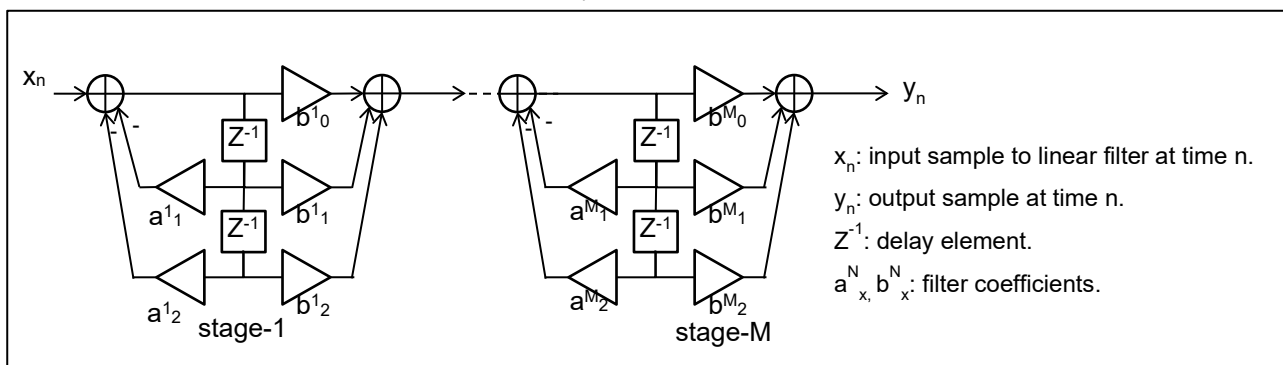 xₙ
b¹₀
bᴹ₀
yₙ
-
-
-
-
Z⁻¹
Z⁻¹
a¹₁
b¹₁
aᴹ₁
bᴹ₁
Z⁻¹
Z⁻¹
a¹₂
b¹₂
aᴹ₂
bᴹ₂
stage-1
stage-M
xₙ: input sample to linear filter at time n.
yₙ: output sample at time n.
Z⁻¹: delay element.
aᴺₓ, bᴺₓ: filter coefficients.